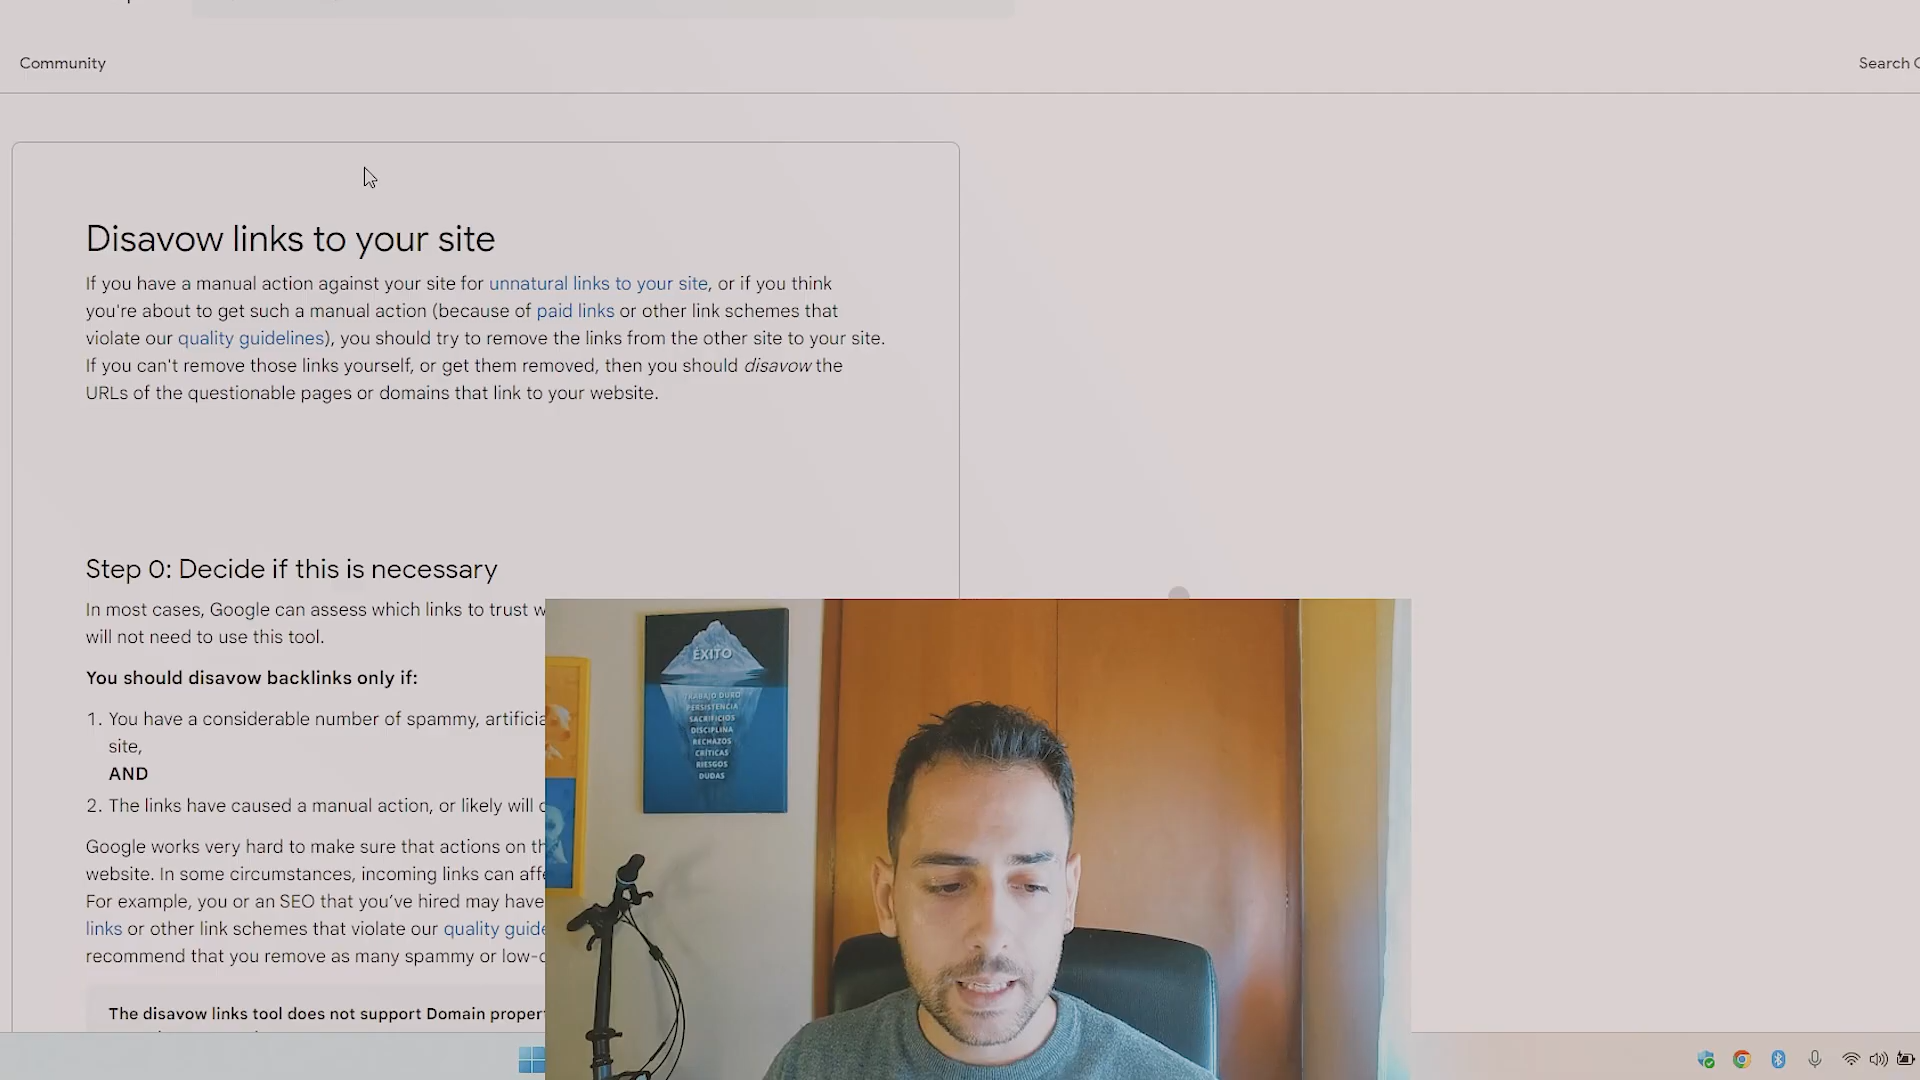 Community
Search
Disavow links to your site
If you have a manual action against your site for unnatural links to your site, or if you think
you're about to get such a manual action (because of paid links or other link schemes that
violate our quality guidelines), you should try to remove the links from the other site to your site.
If you can't remove those links yourself, or get them removed, then you should disavow the
URLs of the questionable pages or domains that link to your website.
Step 0: Decide if this is necessary
In most cases, Google can assess which links to trust w
will not need to use this tool.
You should disavow backlinks only if:
1. You have a considerable number of spammy, artificia
site,
AND
2. The links have caused a manual action, or likely will
Google works very hard to make sure that actions on th
website. In some circumstances, incoming links can affe
For example, you or an SEO that you've hired may have
links or other link schemes that violate our quality guide
recommend that you remove as many spammy or low-
The disavow links tool does not support Domain propert
ÉXITO
TRABAJO DURO
PERSISTENCIA
SACRIFICIOS
DISCIPLINA
RECHAZOS
CRÍTICAS
RIESGOS
DUDAS